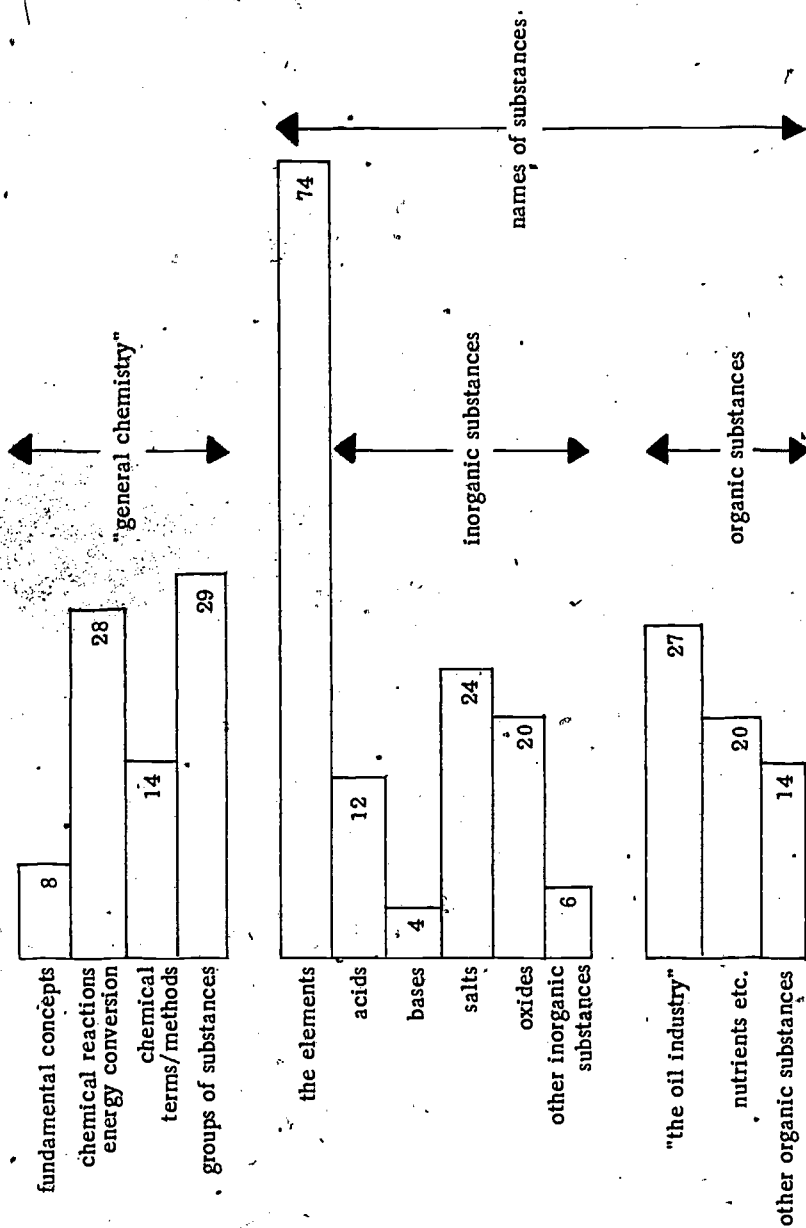 fundamental concepts
8
chemical reactions
energy conversion
28
chemical
terms/methods
14
groups of substances
29
"general chemistry"
the elements
74
acids
12
bases
4
salts
24
oxides
20
other inorganic
substances
6
inorganic substances
"the oil industry"
27
nutrients etc.
20
other organic substances
14
organic substances
names of substances.